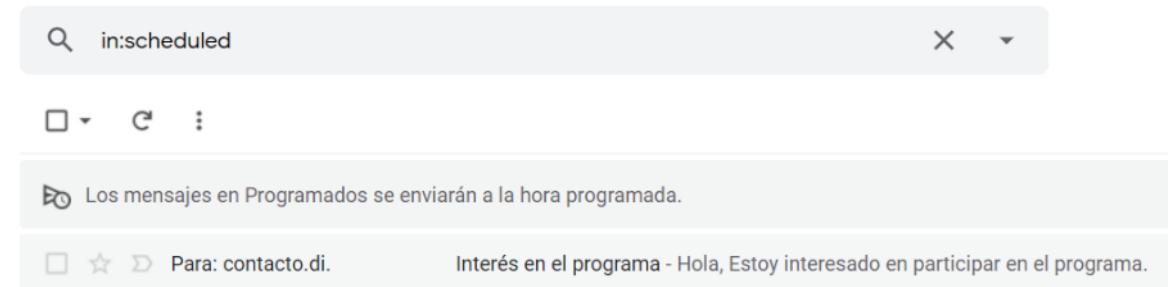 in:scheduled
Los mensajes en Programados se enviarán a la hora programada.
Para: contacto.di. Interés en el programa - Hola, Estoy interesado en participar en el programa.